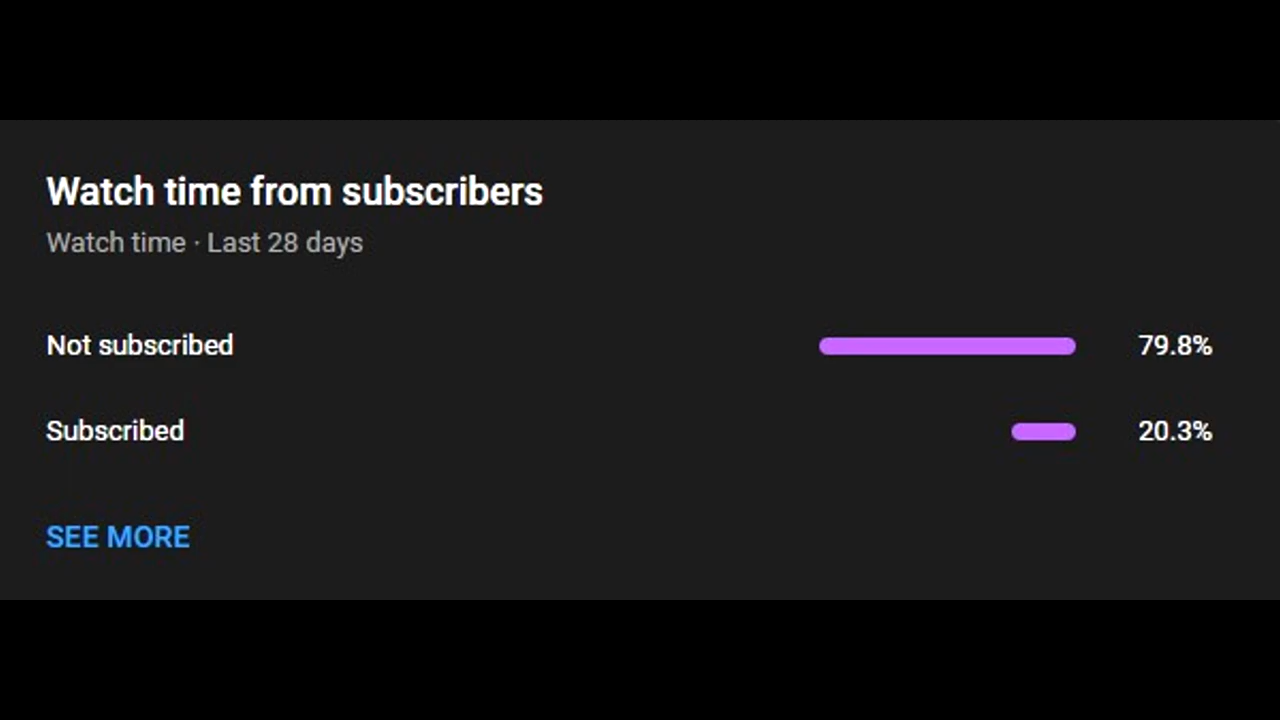 Watch time from subscribers
Watch time · Last 28 days
Not subscribed 79.8%
Subscribed 20.3%
SEE MORE